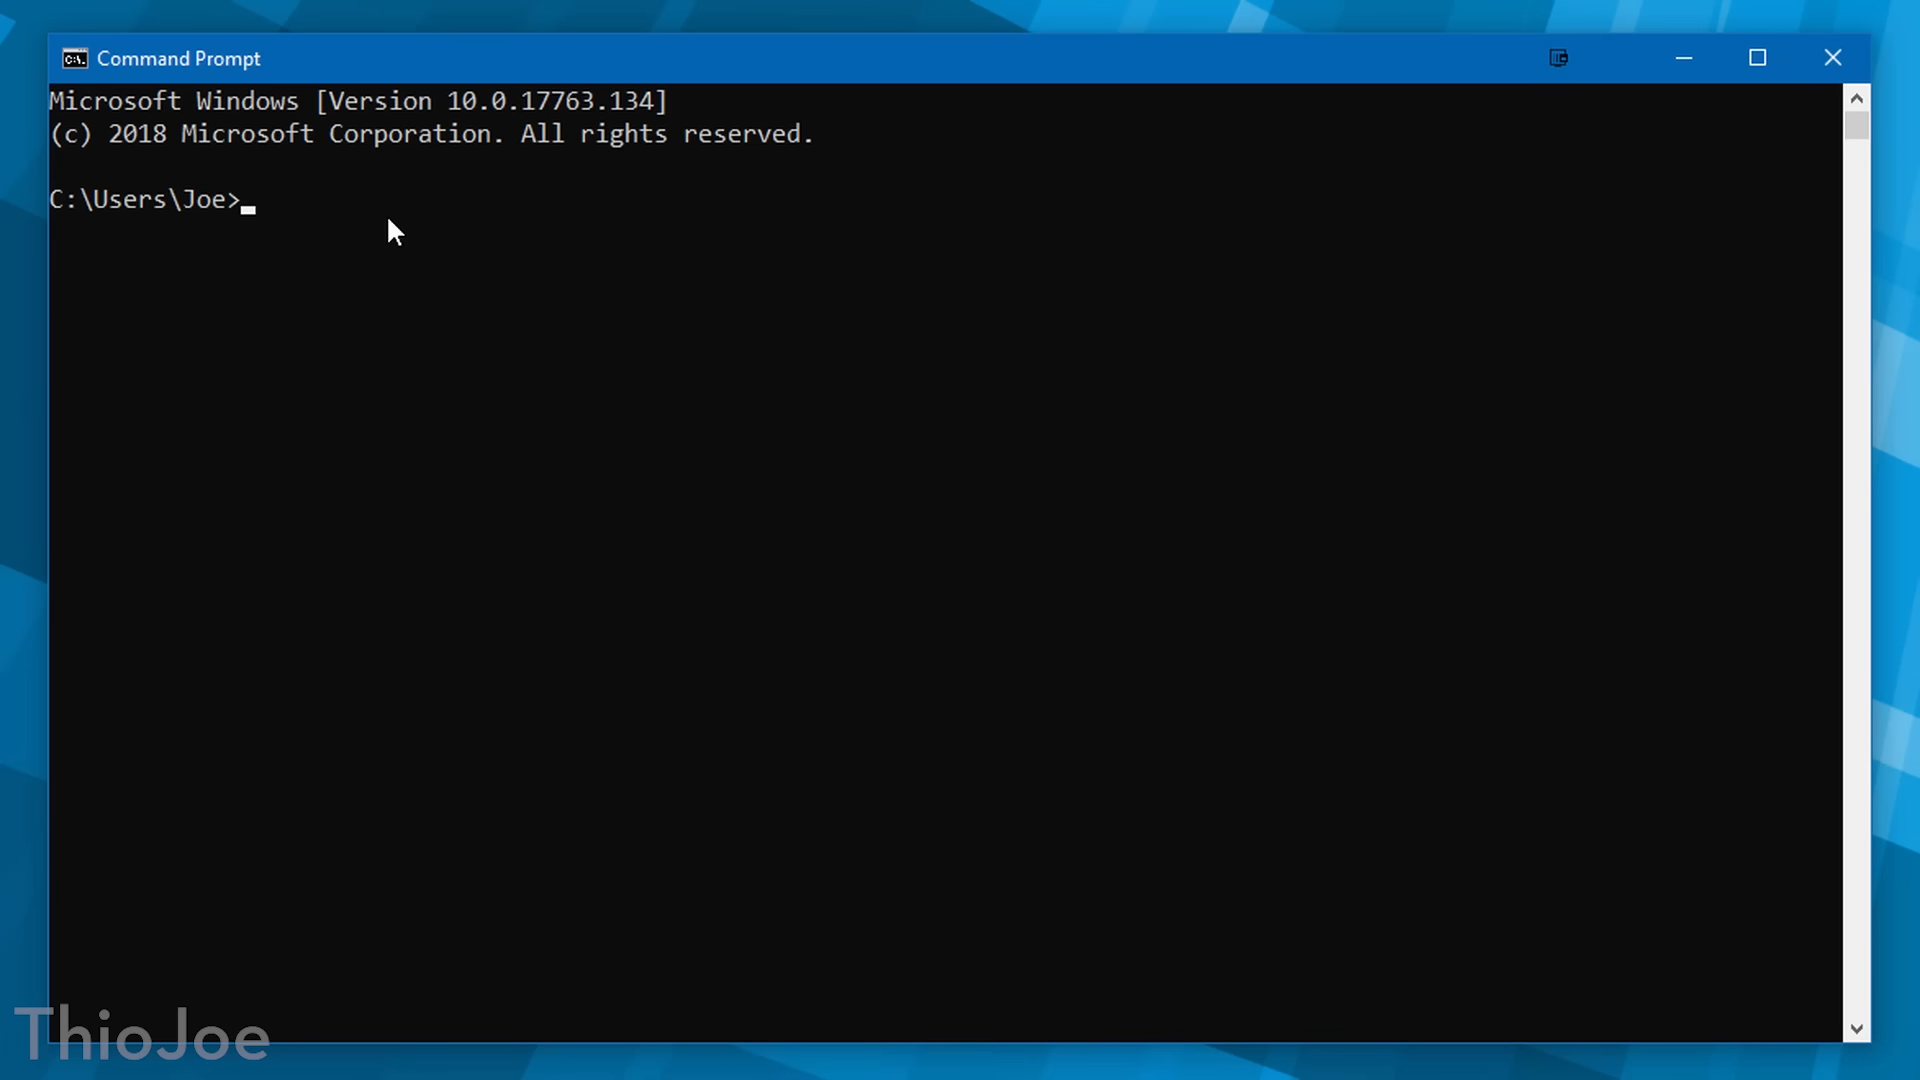 Command Prompt
Microsoft Windows [Version 10.0.17763.134]
(c) 2018 Microsoft Corporation. All rights reserved.
C:\Users\Joe>
ThioJoe